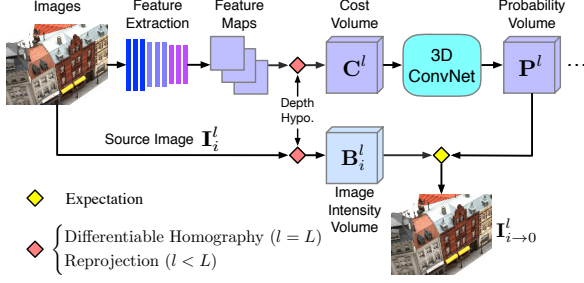 Images
Feature
Extraction
Feature
Maps
Cost
Volume
Probability
Volume
C^l
3D
ConvNet
P^l
...
Depth
Hypo.
Source Image I_i^l
B_i^l
Image
Intensity
Volume
Expectation
Differentiable Homography (l = L)
Reprojection (l < L)
I_{i→0}^l